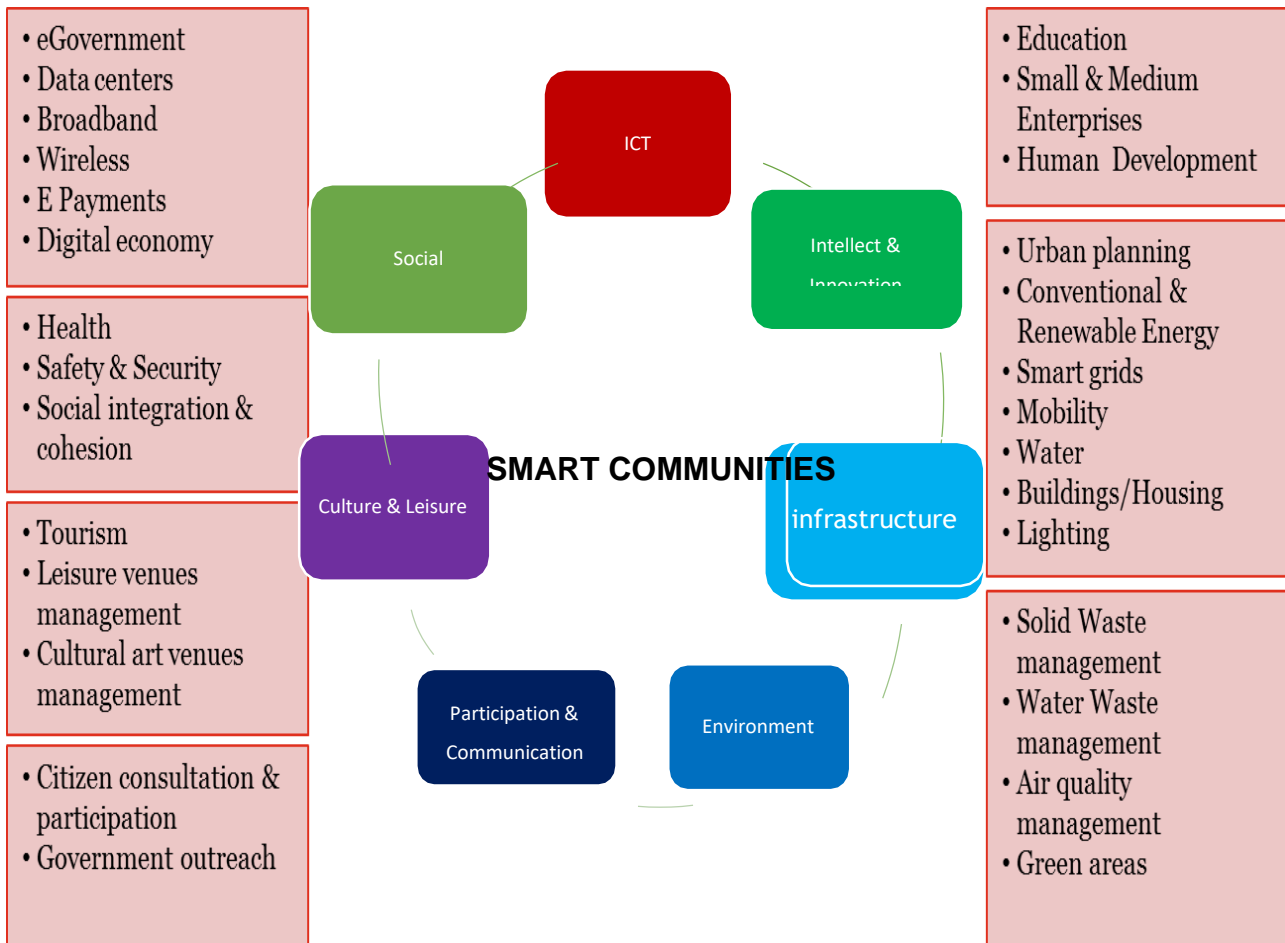 • eGovernment
• Data centers
• Broadband
• Wireless
• E Payments
• Digital economy
• Health
• Safety & Security
• Social integration &
cohesion
• Tourism
• Leisure venues
management
• Cultural art venues
management
• Citizen consultation &
participation
• Government outreach
ICT
Social
Intellect &
Innovation
SMART COMMUNITIES
Culture & Leisure
infrastructure
Participation &
Communication
Environment
• Education
• Small & Medium
Enterprises
• Human Development
• Urban planning
• Conventional &
Renewable Energy
• Smart grids
• Mobility
• Water
• Buildings/Housing
• Lighting
• Solid Waste
management
• Water Waste
management
• Air quality
management
• Green areas